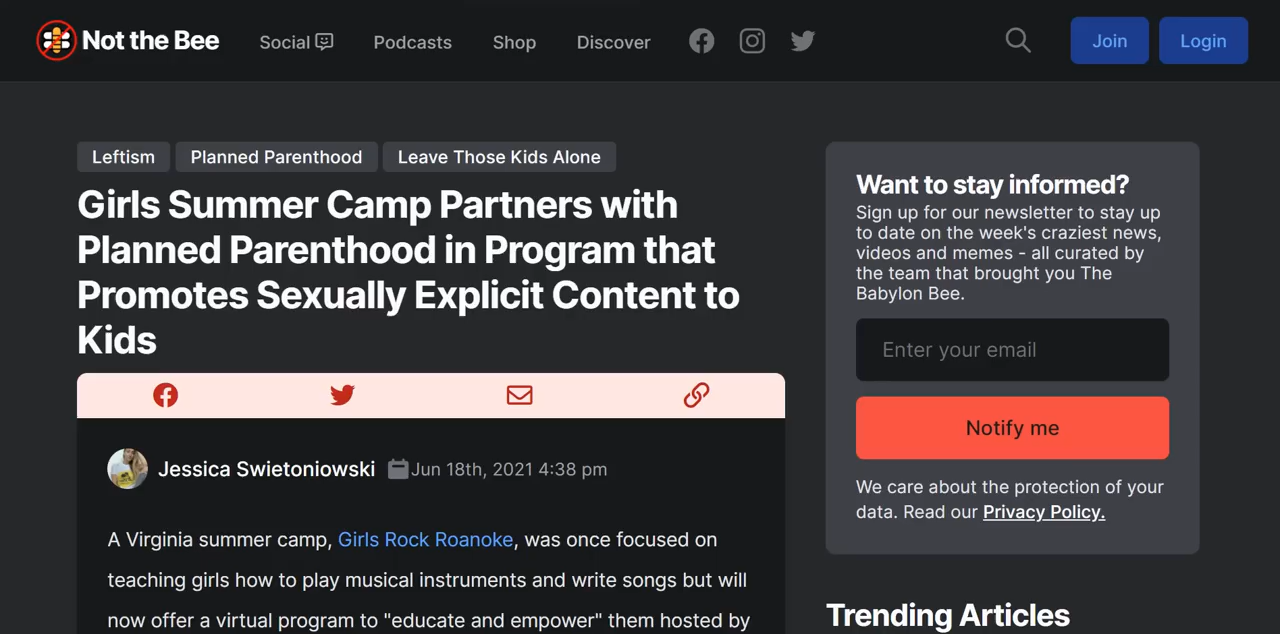 Not the Bee
Social
Podcasts
Shop
Discover
Join
Login
Leftism
Planned Parenthood
Leave Those Kids Alone
Girls Summer Camp Partners with
Planned Parenthood in Program that
Promotes Sexually Explicit Content to
Kids
Jessica Swietoniowski
Jun 18th, 2021 4:38 pm
A Virginia summer camp, Girls Rock Roanoke, was once focused on
teaching girls how to play musical instruments and write songs but will
now offer a virtual program to "educate and empower" them hosted by
Want to stay informed?
Sign up for our newsletter to stay up
to date on the week's craziest news,
videos and memes - all curated by
the team that brought you The
Babylon Bee.
Enter your email
Notify me
We care about the protection of your
data. Read our Privacy Policy.
Trending Articles